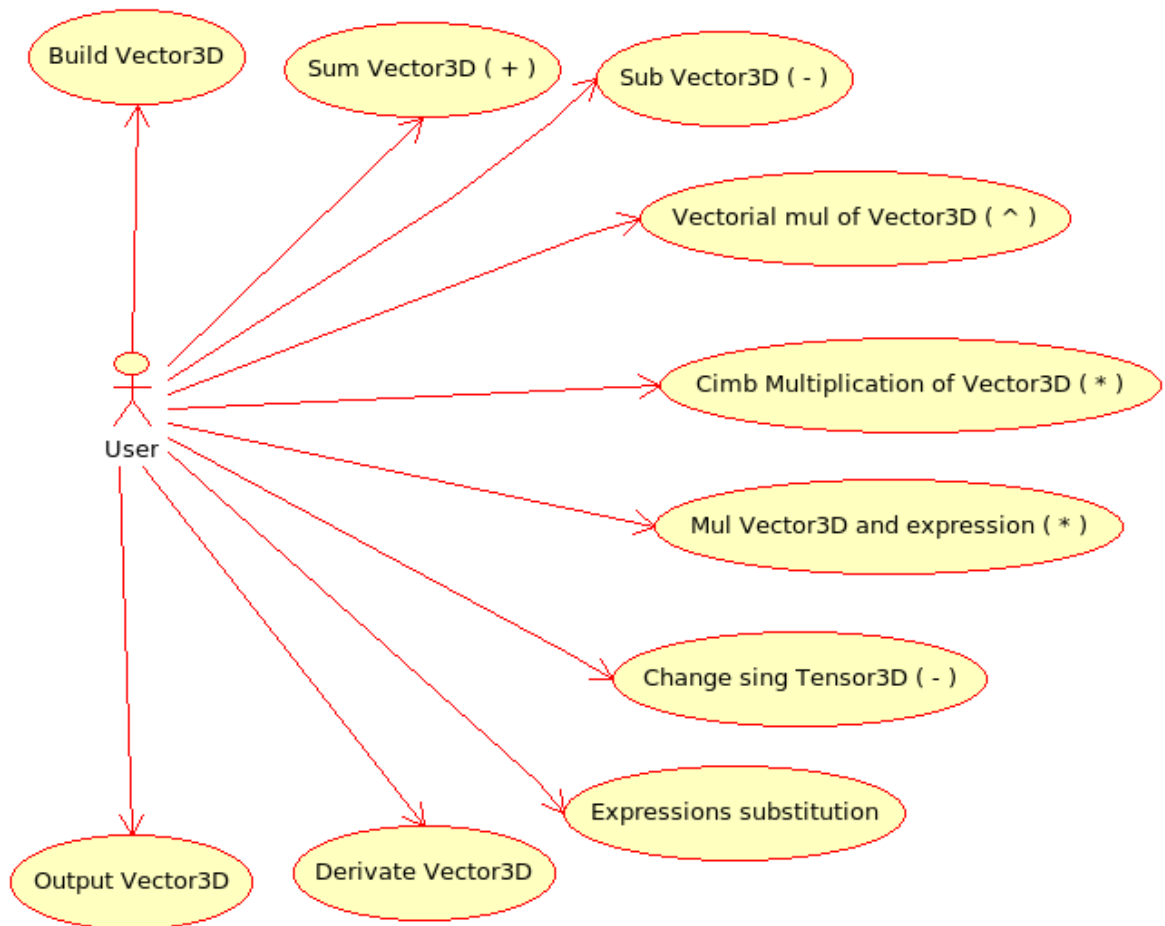 Build Vector3D
Sum Vector3D ( + )
Sub Vector3D ( - )
Vectorial mul of Vector3D ( ^ )
Cimb Multiplication of Vector3D ( * )
User
Mul Vector3D and expression ( * )
Change sing Tensor3D ( - )
Expressions substitution
Derivate Vector3D
Output Vector3D